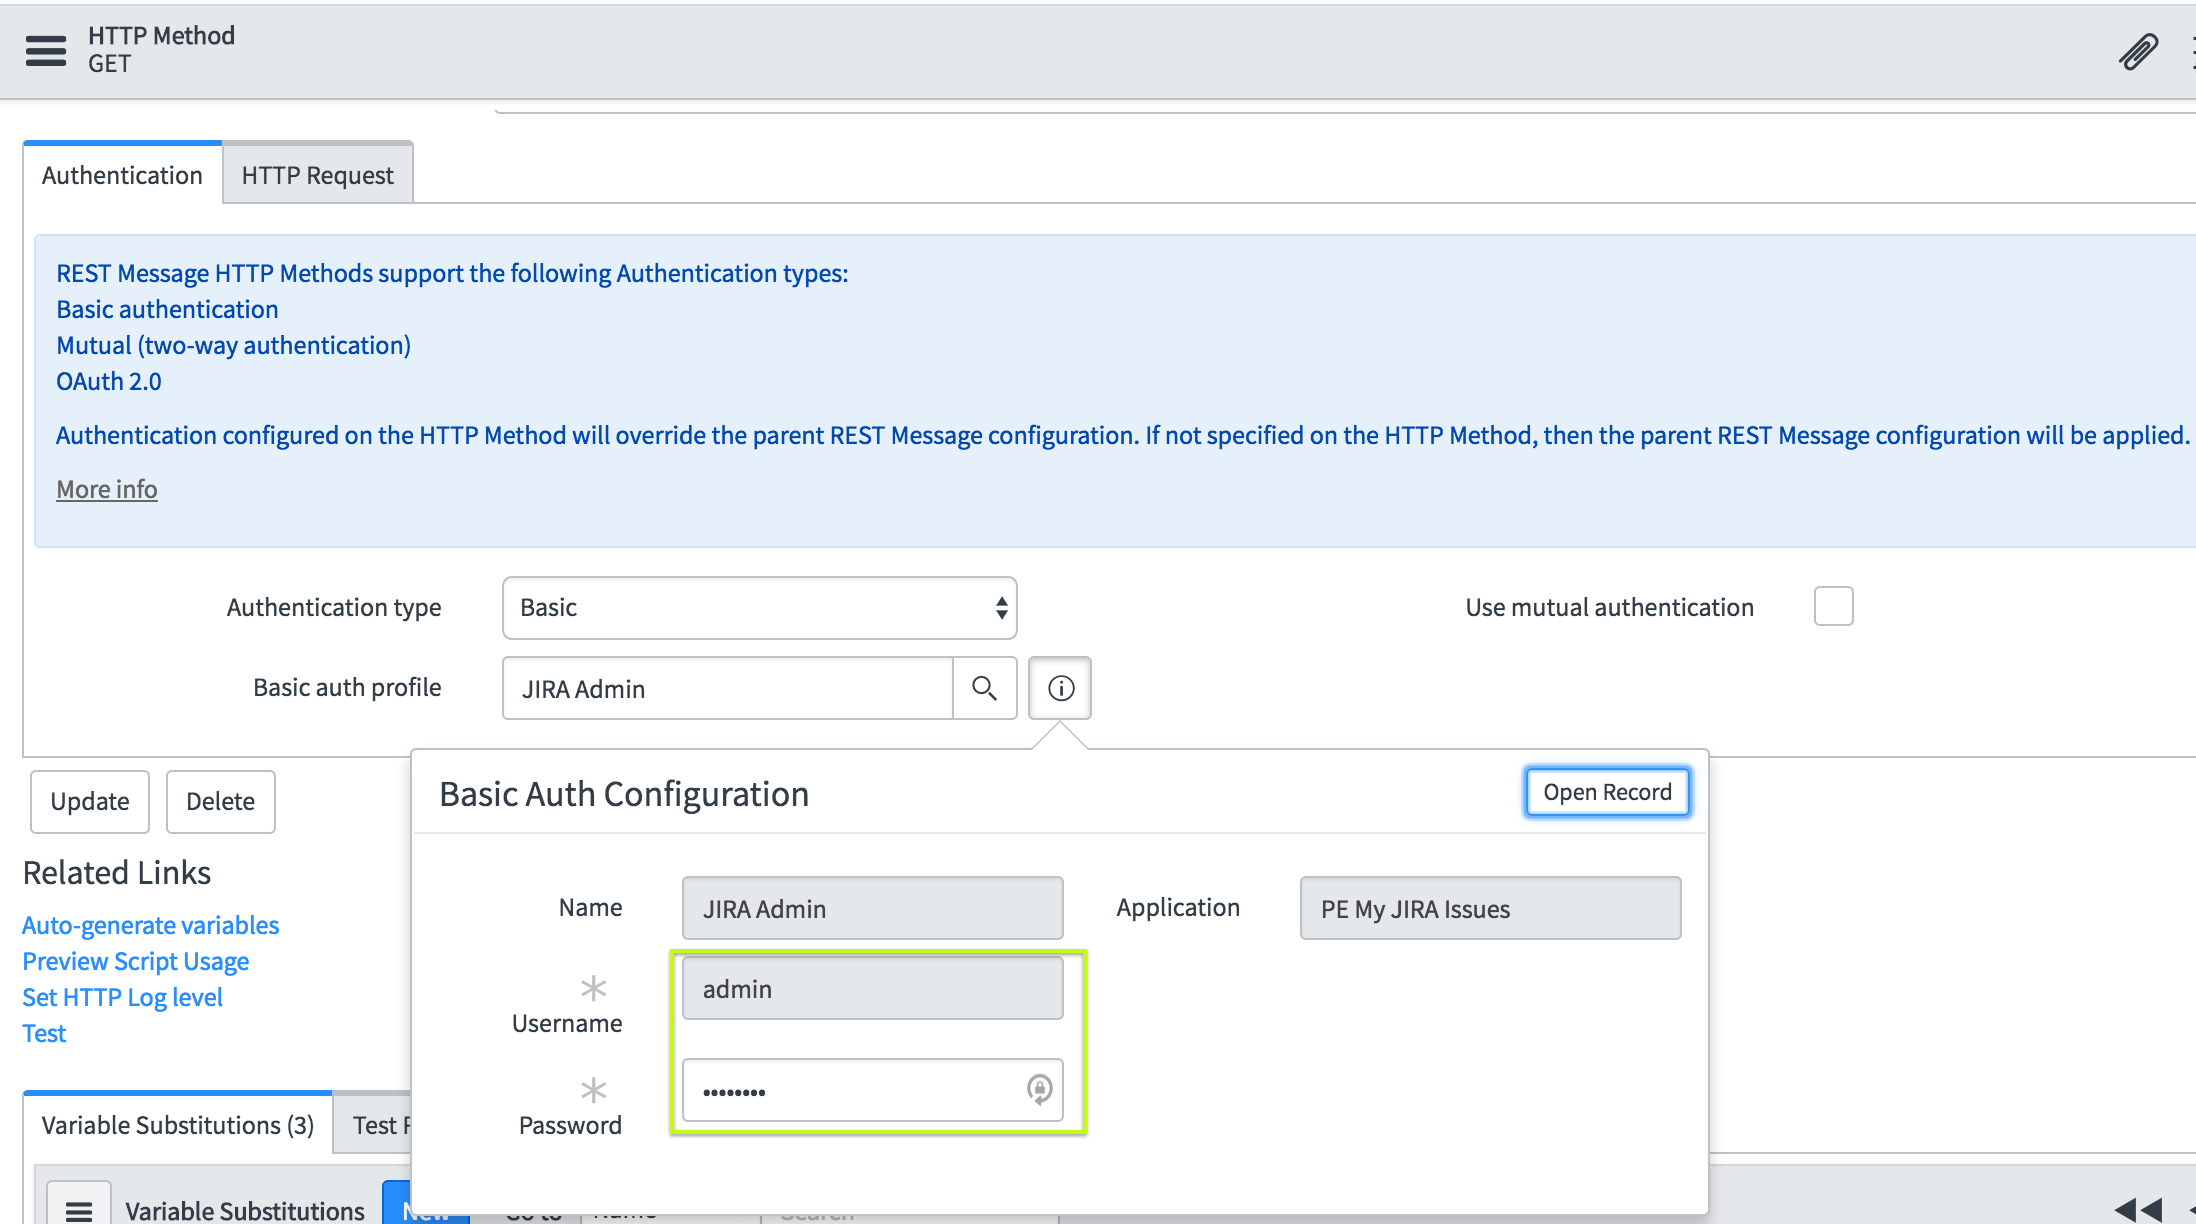 HTTP Method
GET
Authentication
HTTP Request
REST Message HTTP Methods support the following Authentication types:
Basic authentication
Mutual (two-way authentication)
OAuth 2.0
Authentication configured on the HTTP Method will override the parent REST Message configuration. If not specified on the HTTP Method, then the parent REST Message configuration will be applied.
More info
Authentication type
Basic
Use mutual authentication
Basic auth profile
JIRA Admin
Update
Delete
Basic Auth Configuration
Open Record
Name
JIRA Admin
Application
PE My JIRA Issues
Username
admin
Password
Related Links
Auto-generate variables
Preview Script Usage
Set HTTP Log level
Test
Variable Substitutions (3)
Test
Variable Substitutions
New
Go to
Name
Search